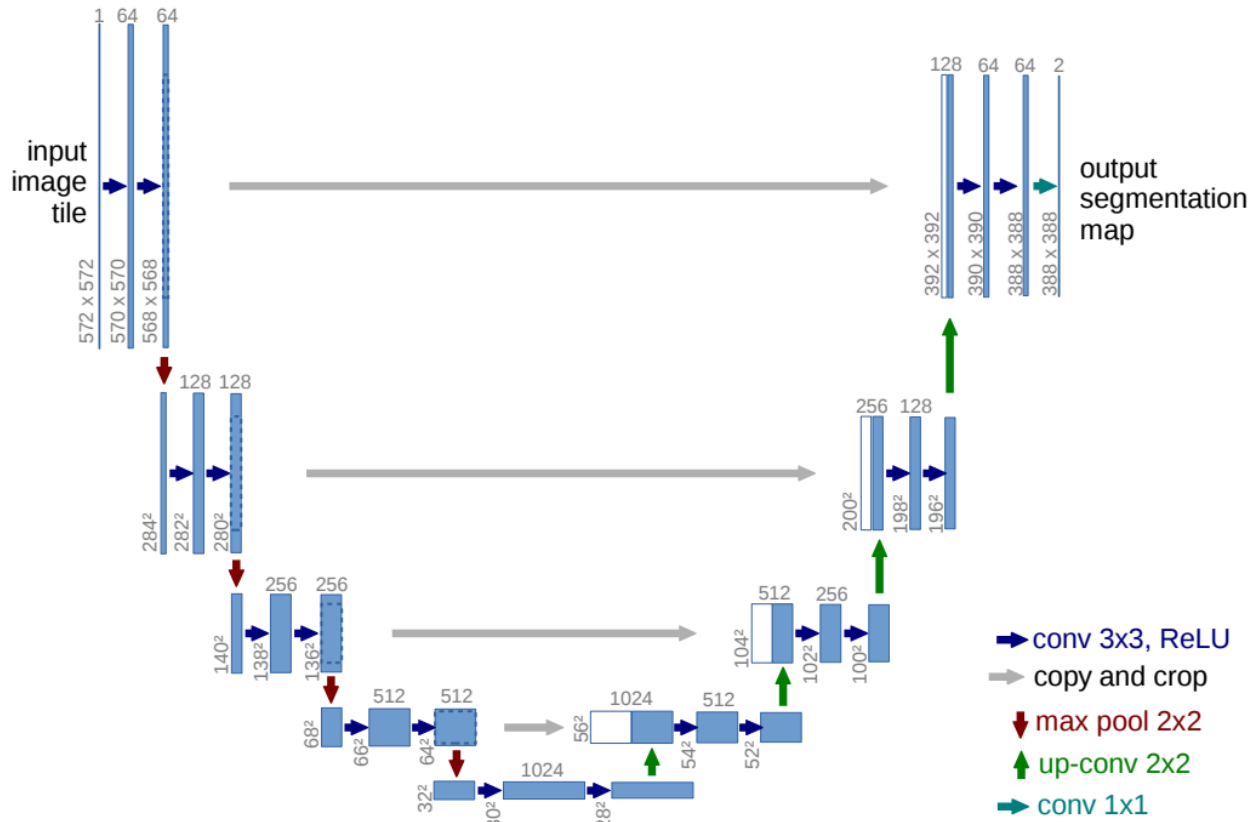 1 64 64
input
image
tile
572 x 572
570 x 570
568 x 568
128 64 64 2
output
segmentation
map
392 x 392
390 x 390
388 x 388
388 x 388
128 128
284²
282²
280²
256 128
200²
198²
196²
256 256
140²
138²
136²
512 256
104²
102²
100²
512 512
68²
66²
64²
1024 512
56²
54²
52²
1024
32²
30²
28²
conv 3x3, ReLU
copy and crop
max pool 2x2
up-conv 2x2
conv 1x1